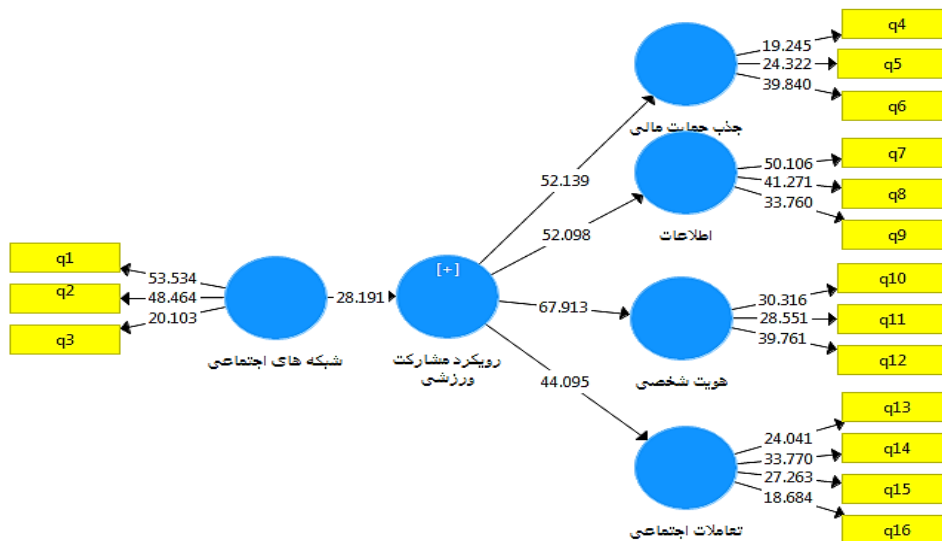 q4
19.245
q5
24.322
39.840
q6
جذب حمایت مالی
q7
50.106
52.139
q8
41.271
33.760
q9
52.098
اطلاعات
q1
53.534
[+]
q10
30.316
q2
48.464
28.191
67.913
28.551
q11
q3
20.103
39.761
q12
شبکه های اجتماعی
رویکرد مشارکت
ورزشی
هویت شخصی
44.095
q13
24.041
33.770
q14
27.263
q15
18.684
q16
تعاملات اجتماعی